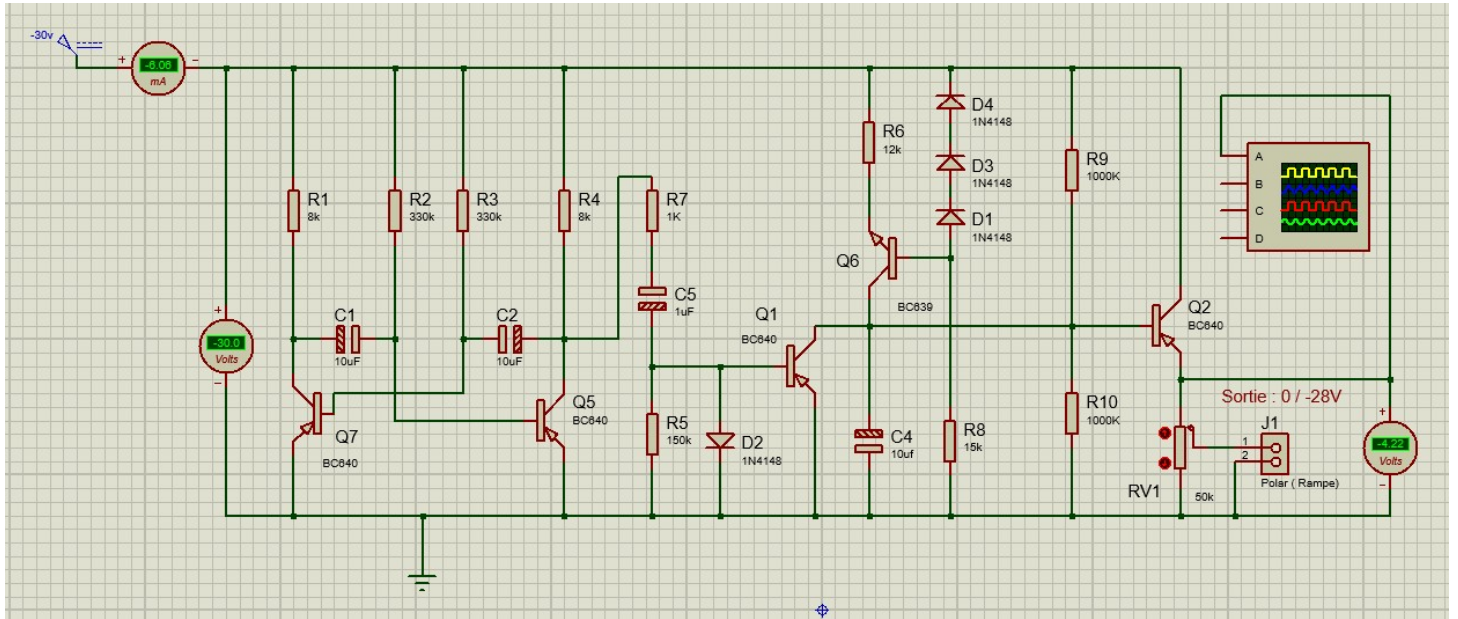 -30v
+
-
-6.06
mA
R1
8k
R2
330k
R3
330k
R4
8k
R7
1K
R6
12k
D4
1N4148
D3
1N4148
D1
1N4148
R9
1000K
A
B
C
D
Q6
BC639
+
-30.0
Volts
-
C1
10uF
C2
10uF
C5
1uF
Q1
BC640
Q2
BC640
Q7
BC640
Q5
BC640
R5
150k
D2
1N4148
C4
10uf
R8
15k
R10
1000K
Sortie : 0 / -28V
J1
1
2
Polar ( Rampe)
RV1
50k
+
-4.22
Volts
-